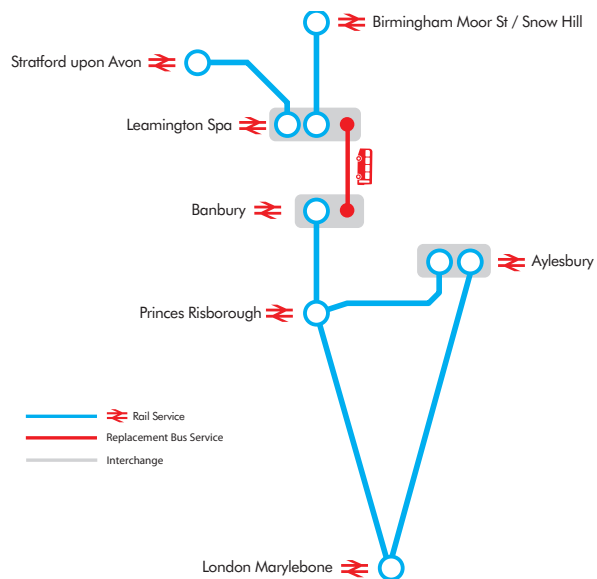 Birmingham Moor St / Snow Hill
Stratford upon Avon
Leamington Spa
Banbury
Aylesbury
Princes Risborough
Rail Service
Replacement Bus Service
Interchange
London Marylebone